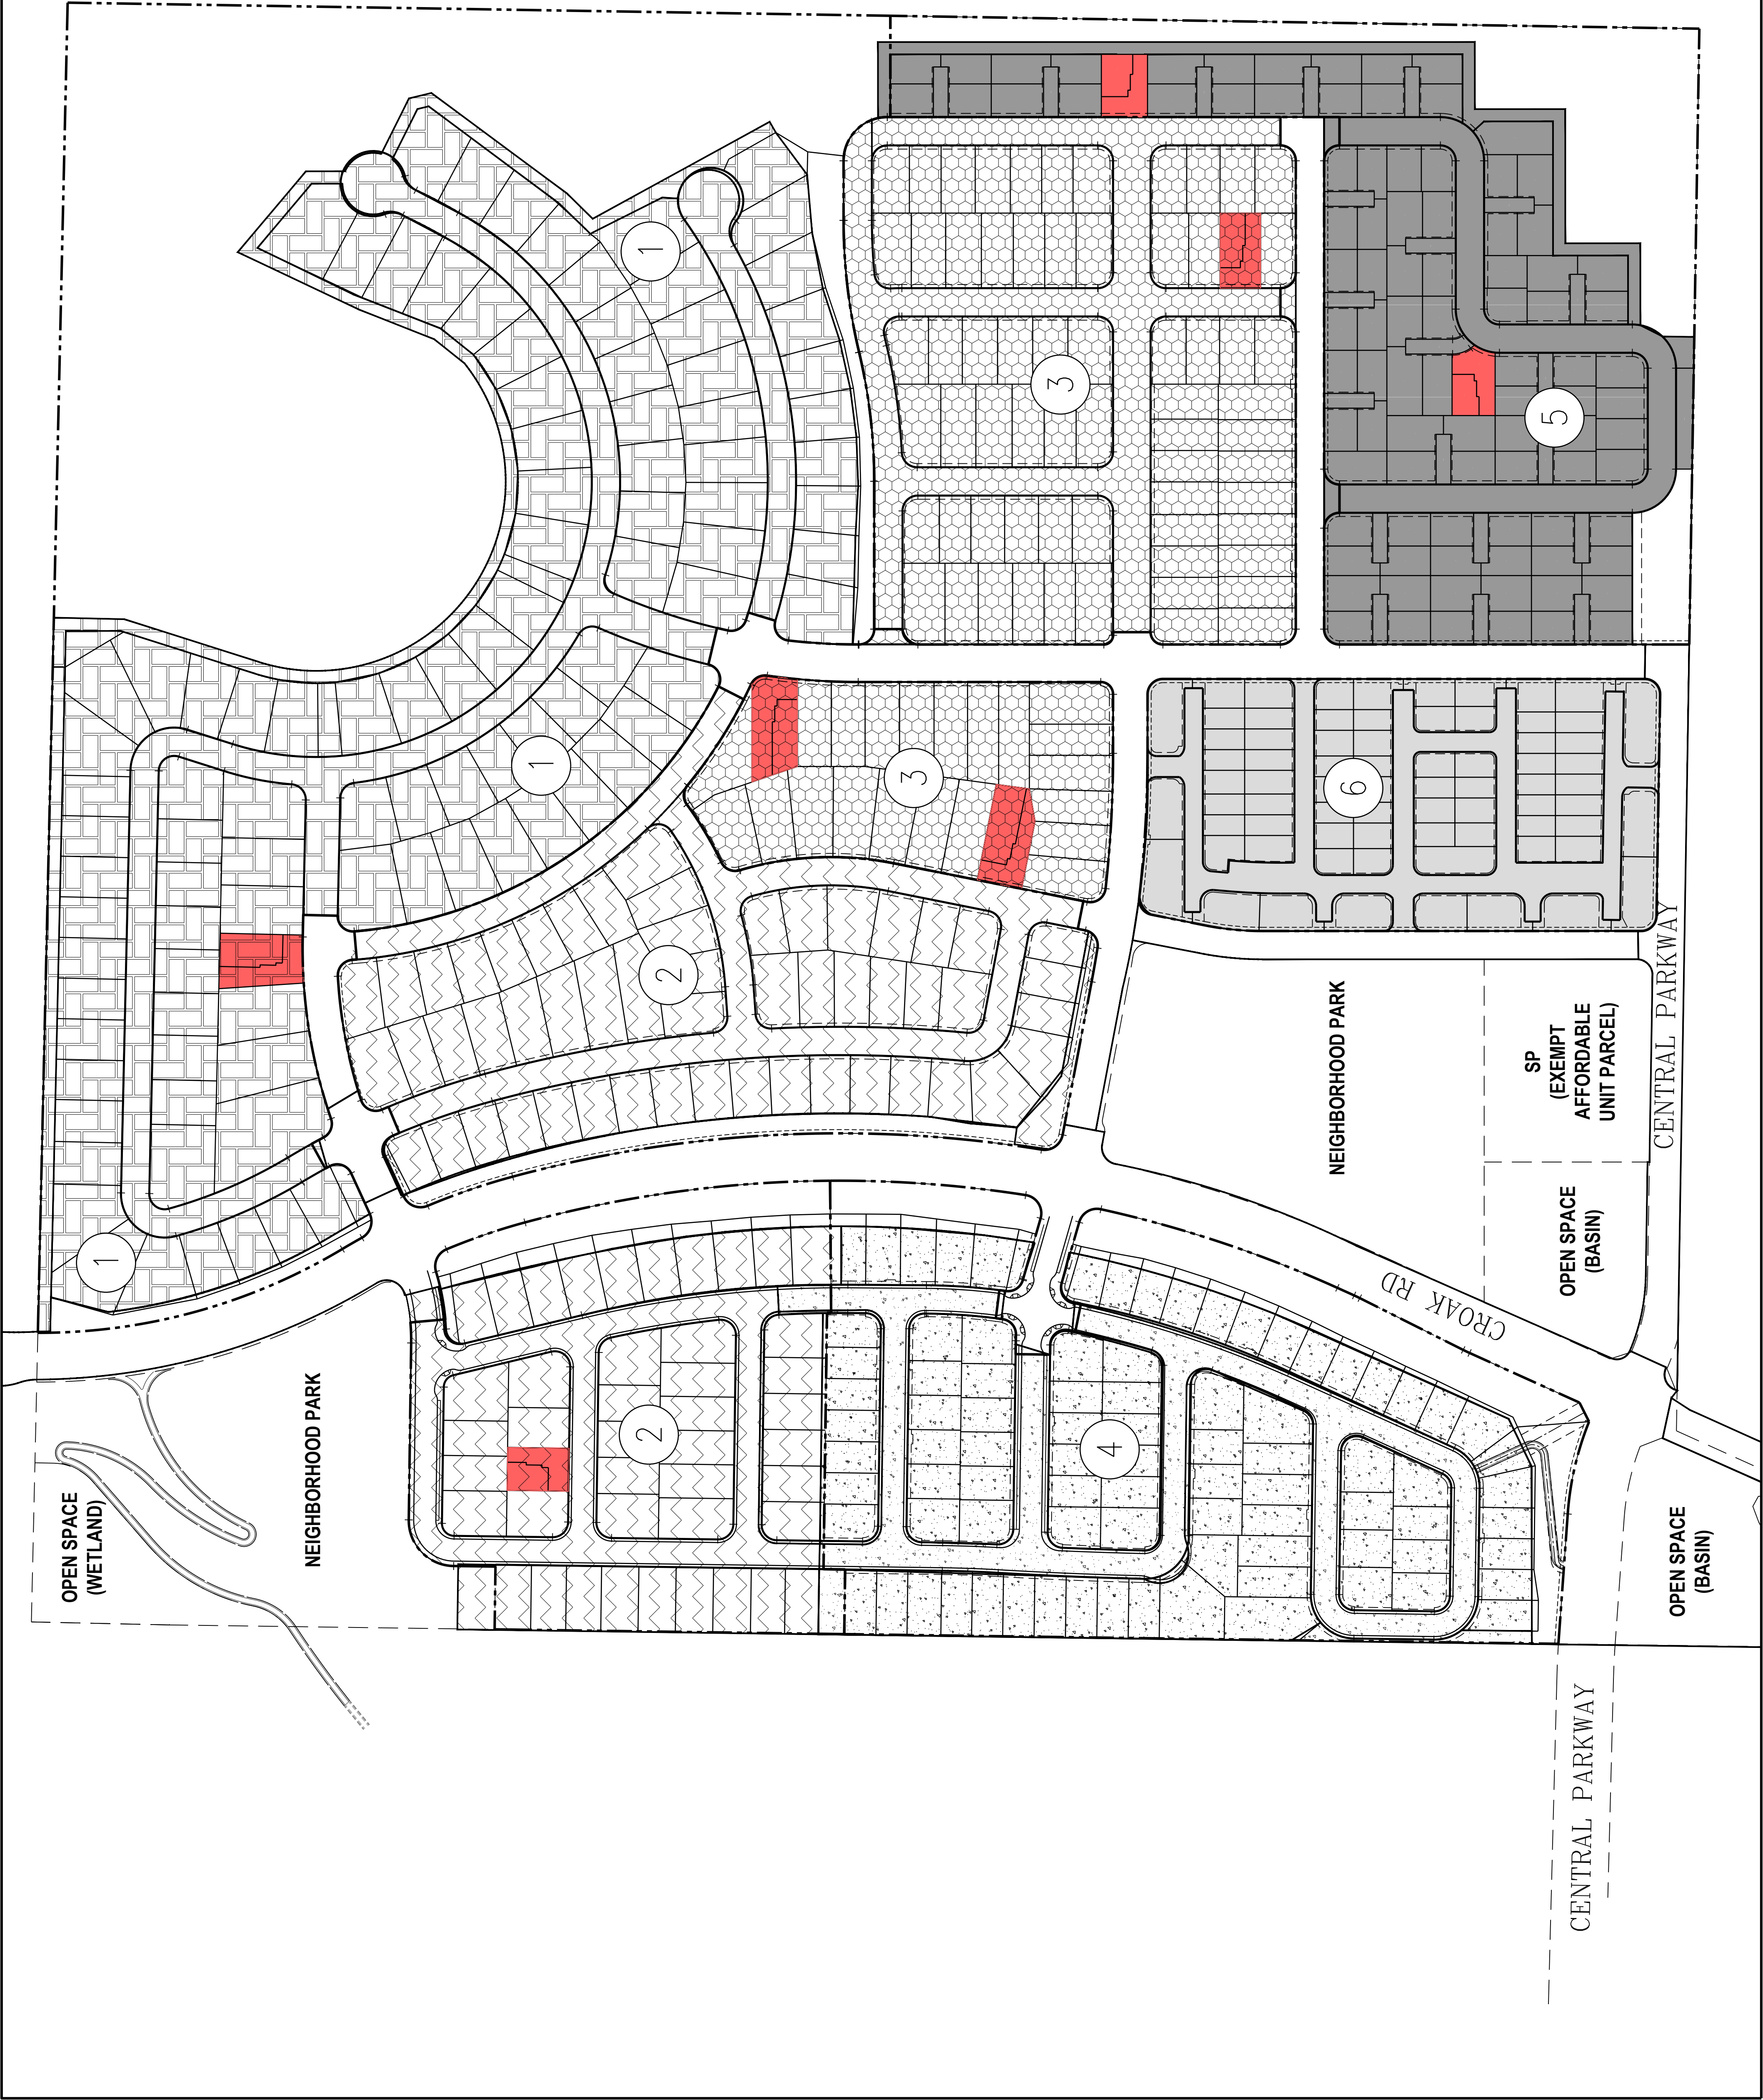 1
1
1
2
2
3
3
4
5
6
OPEN SPACE
(WETLAND)
NEIGHBORHOOD PARK
NEIGHBORHOOD PARK
SP
(EXEMPT
AFFORDABLE
UNIT PARCEL)
OPEN SPACE
(BASIN)
OPEN SPACE
(BASIN)
CROAK RD
CENTRAL PARKWAY
CENTRAL PARKWAY